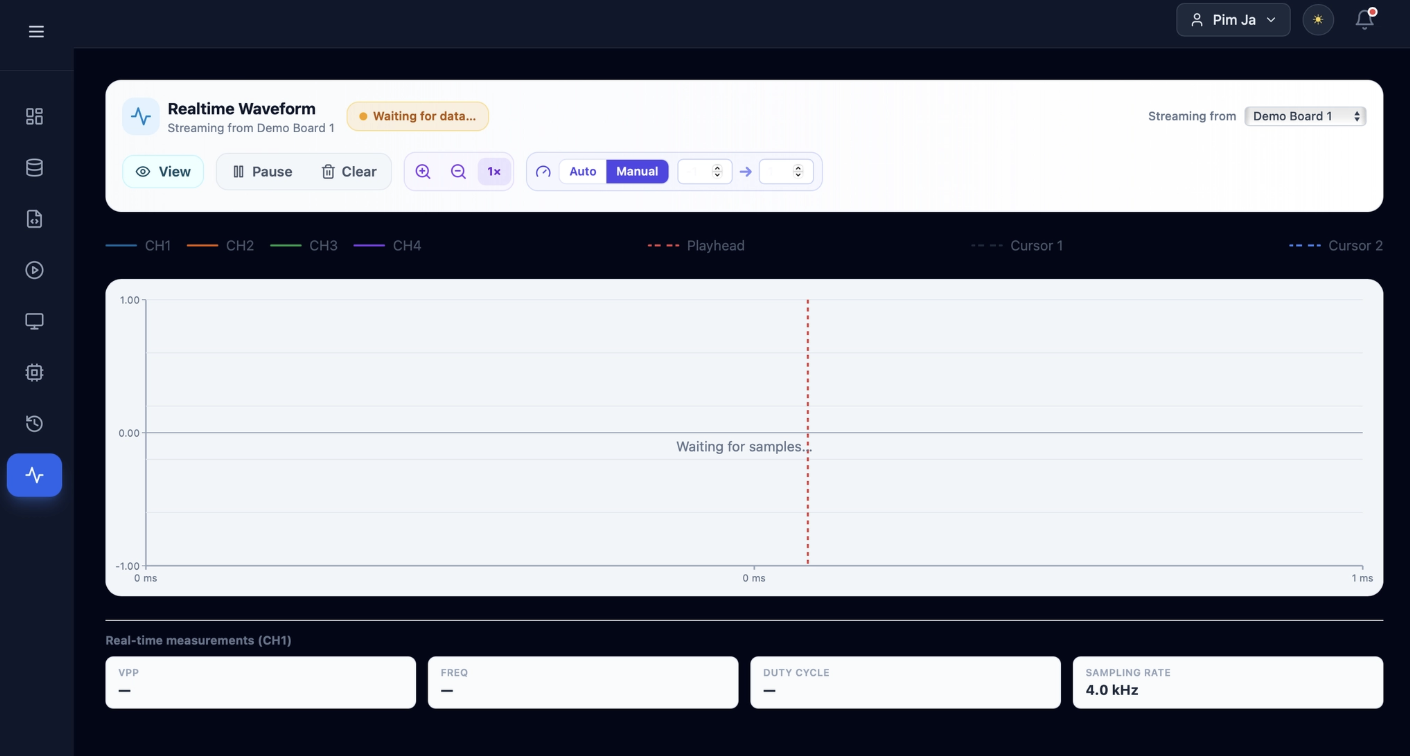 Pim Ja
Realtime Waveform
Streaming from Demo Board 1
Waiting for data...
Streaming from
Demo Board 1
View
Pause
Clear
1×
Auto
Manual
CH1
CH2
CH3
CH4
Playhead
Cursor 1
Cursor 2
1.00
0.00
Waiting for samples...
-1.00
0 ms
0 ms
1 ms
Real-time measurements (CH1)
VPP
—
FREQ
—
DUTY CYCLE
—
SAMPLING RATE
4.0 kHz